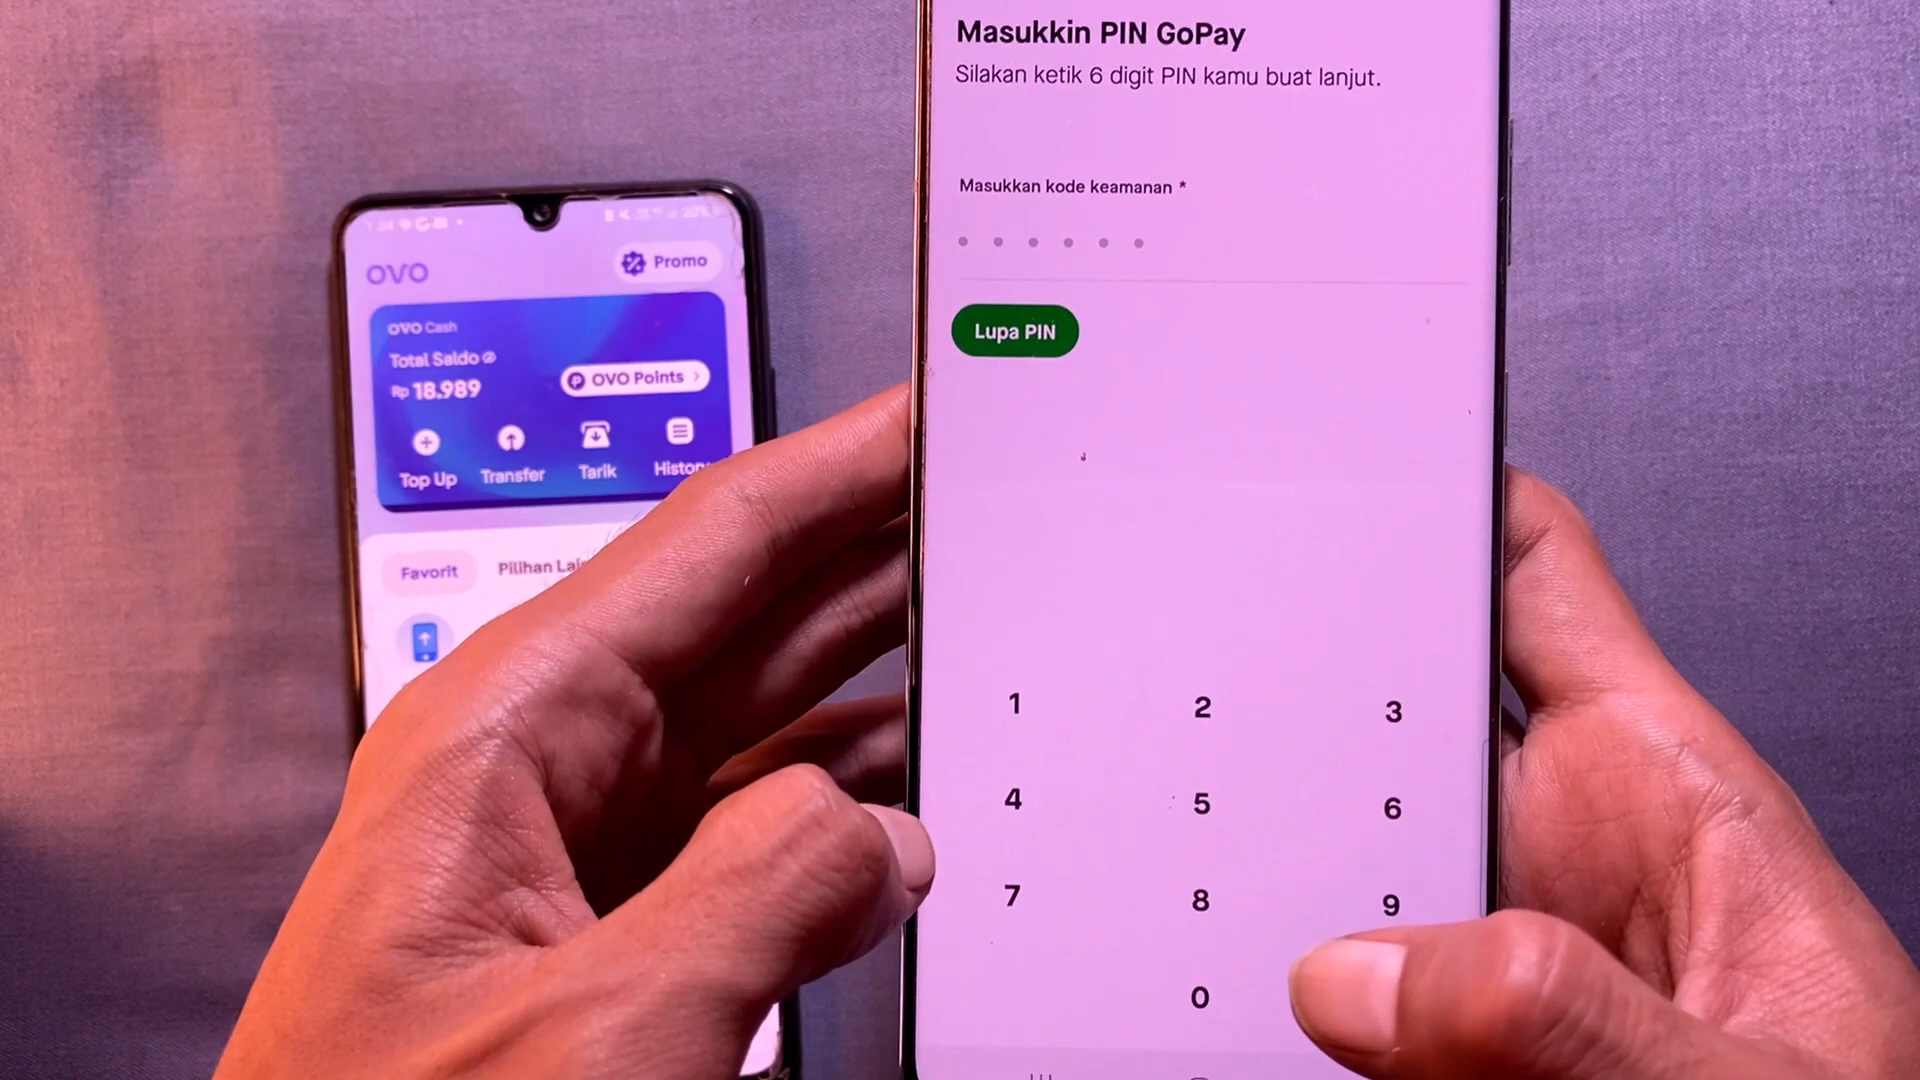 Masukkin PIN GoPay
Silakan ketik 6 digit PIN kamu buat lanjut.
Masukkan kode keamanan *
Lupa PIN
1 2 3
4 5 6
7 8 9
0
OVO
Promo
OVO Cash
Total Saldo
Rp 18.989
OVO Points
Top Up Transfer Tarik
Favorit Pilihan